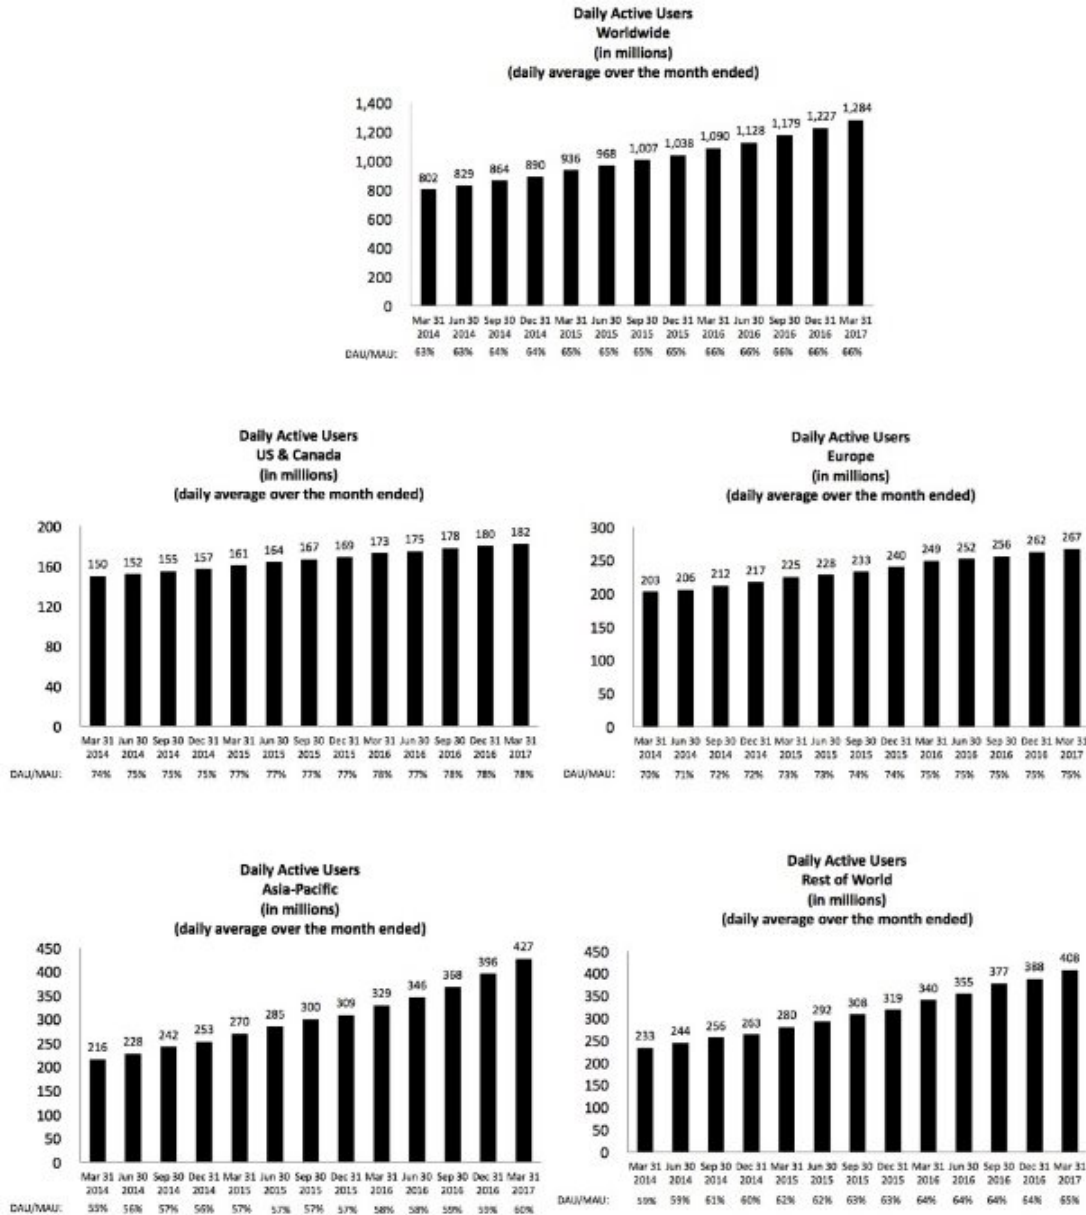 Daily Active Users
Worldwide
(in millions)
(daily average over the month ended)
1,400
1,200
1,000
800
600
400
200
0
802 829 864 890 936 968 1,007 1,038 1,090 1,128 1,179 1,227 1,284
Mar 31 Jun 30 Sep 30 Dec 31 Mar 31 Jun 30 Sep 30 Dec 31 Mar 31 Jun 30 Sep 30 Dec 31 Mar 31
2014 2014 2014 2014 2015 2015 2015 2015 2016 2016 2016 2016 2017
DAU/MAU: 63% 63% 64% 64% 65% 65% 65% 65% 66% 66% 66% 66% 66%
Daily Active Users
US & Canada
(in millions)
(daily average over the month ended)
200
160
120
80
40
0
150 152 155 157 161 164 167 169 173 175 178 180 182
Mar 31 Jun 30 Sep 30 Dec 31 Mar 31 Jun 30 Sep 30 Dec 31 Mar 31 Jun 30 Sep 30 Dec 31 Mar 31
2014 2014 2014 2014 2015 2015 2015 2015 2016 2016 2016 2016 2017
DAU/MAU: 74% 75% 75% 75% 77% 77% 77% 77% 78% 77% 78% 78% 78%
Daily Active Users
Europe
(in millions)
(daily average over the month ended)
300
250
200
150
100
50
0
203 206 212 217 225 228 233 240 249 252 256 262 267
Mar 31 Jun 30 Sep 30 Dec 31 Mar 31 Jun 30 Sep 30 Dec 31 Mar 31 Jun 30 Sep 30 Dec 31 Mar 31
2014 2014 2014 2014 2015 2015 2015 2015 2016 2016 2016 2016 2017
DAU/MAU: 70% 71% 72% 72% 73% 73% 74% 74% 75% 75% 75% 75% 75%
Daily Active Users
Asia-Pacific
(in millions)
(daily average over the month ended)
450
400
350
300
250
200
150
100
50
0
216 228 242 253 270 285 300 309 329 346 368 396 427
Mar 31 Jun 30 Sep 30 Dec 31 Mar 31 Jun 30 Sep 30 Dec 31 Mar 31 Jun 30 Sep 30 Dec 31 Mar 31
2014 2014 2014 2014 2015 2015 2015 2015 2016 2016 2016 2016 2017
DAU/MAU: 55% 56% 57% 56% 57% 57% 57% 57% 58% 58% 59% 59% 60%
Daily Active Users
Rest of World
(in millions)
(daily average over the month ended)
450
400
350
300
250
200
150
100
50
0
233 244 256 263 280 292 308 319 340 355 377 388 408
Mar 31 Jun 30 Sep 30 Dec 31 Mar 31 Jun 30 Sep 30 Dec 31 Mar 31 Jun 30 Sep 30 Dec 31 Mar 31
2014 2014 2014 2014 2015 2015 2015 2015 2016 2016 2016 2016 2017
DAU/MAU: 59% 59% 61% 60% 62% 62% 63% 63% 64% 64% 64% 64% 65%